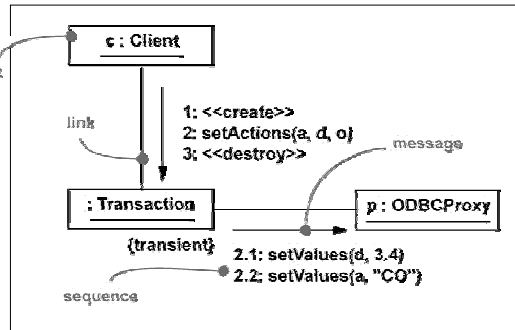 c : Client
link
1: <<create>>
2: setActions(a, d, o)
3: <<destroy>>
message
: Transaction
p : ODBCProxy
{transient}
2.1: setValues(d, 3.4)
2.2: setValues(a, "CO")
sequence